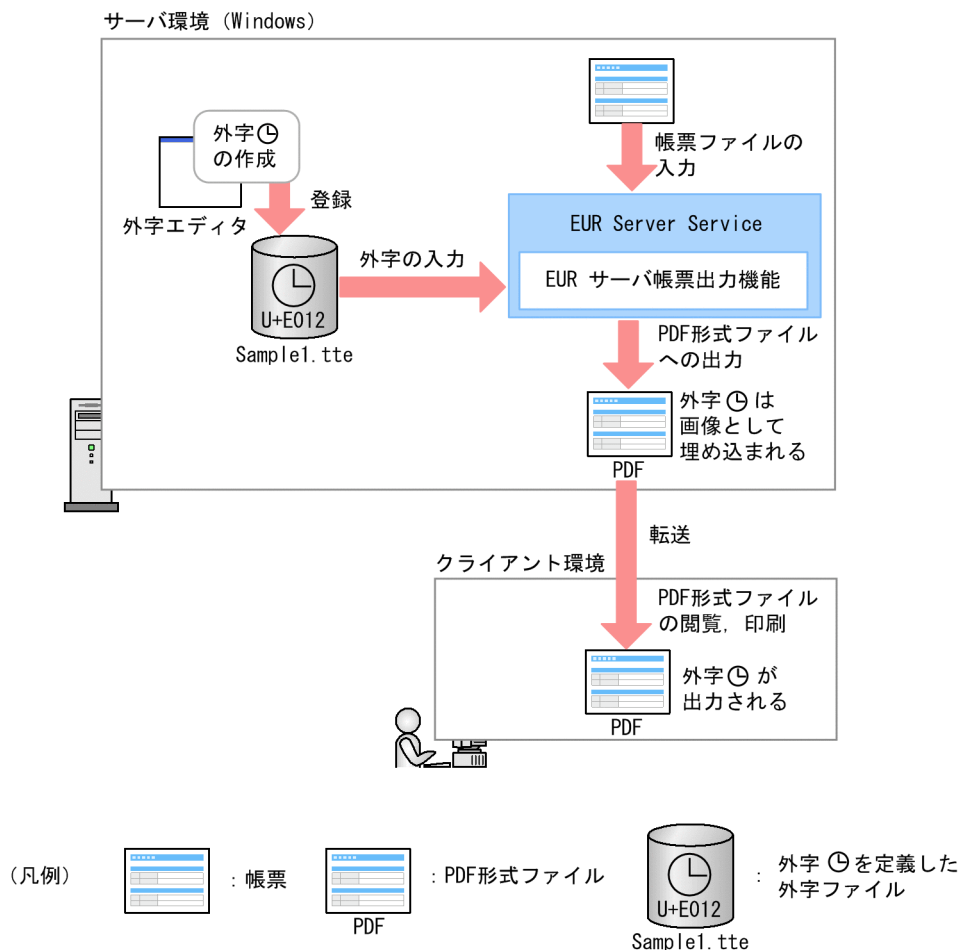 サーバ環境（Windows）
外字🕒
の作成
帳票ファイルの
入力
登録
外字エディタ
EUR Server Service
外字の入力
EUR サーバ帳票出力機能
U+E012
Sample1.tte
PDF形式ファイル
への出力
外字🕒は
画像として
埋め込まれる
PDF
転送
クライアント環境
PDF形式ファイル
の閲覧，印刷
外字🕒が
出力される
PDF
（凡例）
：帳票
PDF
：PDF形式ファイル
U+E012
Sample1.tte
：
外字🕒を定義した
外字ファイル